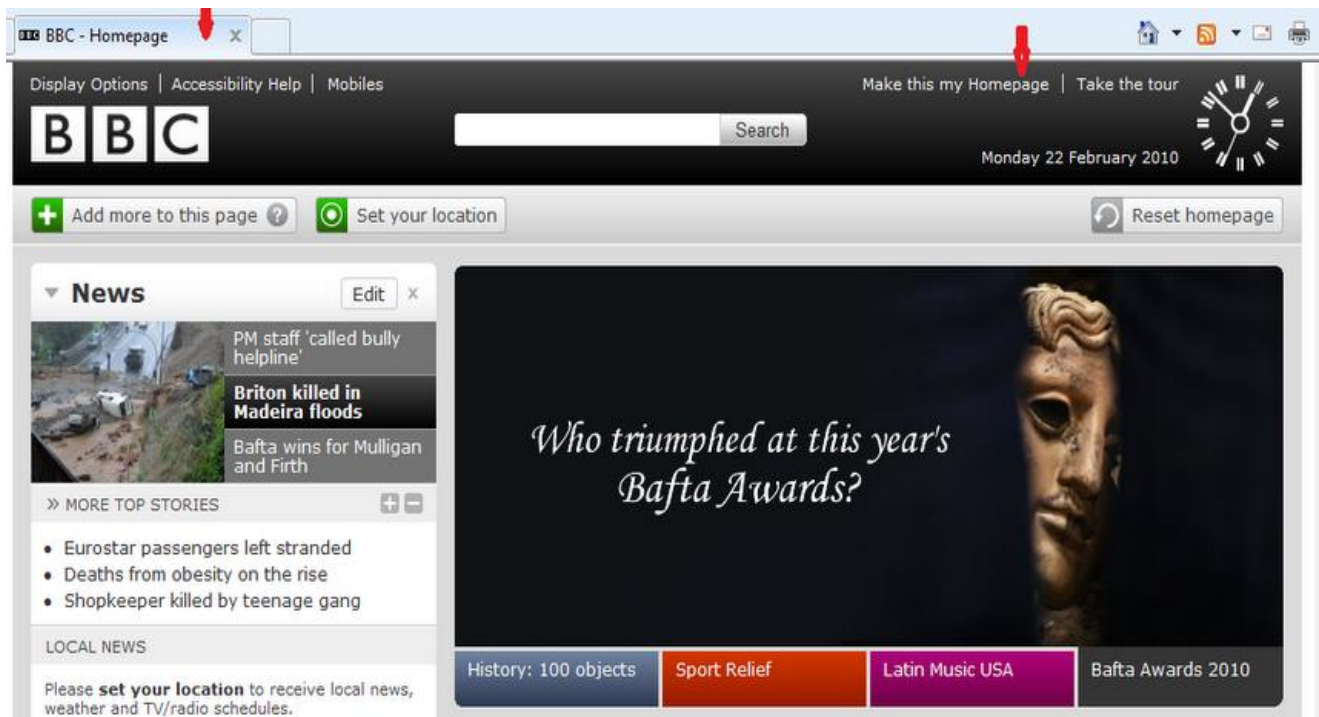 BBC - Homepage
Display Options | Accessibility Help | Mobiles
Make this my Homepage | Take the tour
BBC
Search
Monday 22 February 2010
Add more to this page ?
Set your location
Reset homepage
News
Edit x
PM staff 'called bully
helpline'
Briton killed in
Madeira floods
Bafta wins for Mulligan
and Firth
» MORE TOP STORIES
• Eurostar passengers left stranded
• Deaths from obesity on the rise
• Shopkeeper killed by teenage gang
LOCAL NEWS
Please set your location to receive local news,
weather and TV/radio schedules.
Who triumphed at this year's
Bafta Awards?
History: 100 objects
Sport Relief
Latin Music USA
Bafta Awards 2010